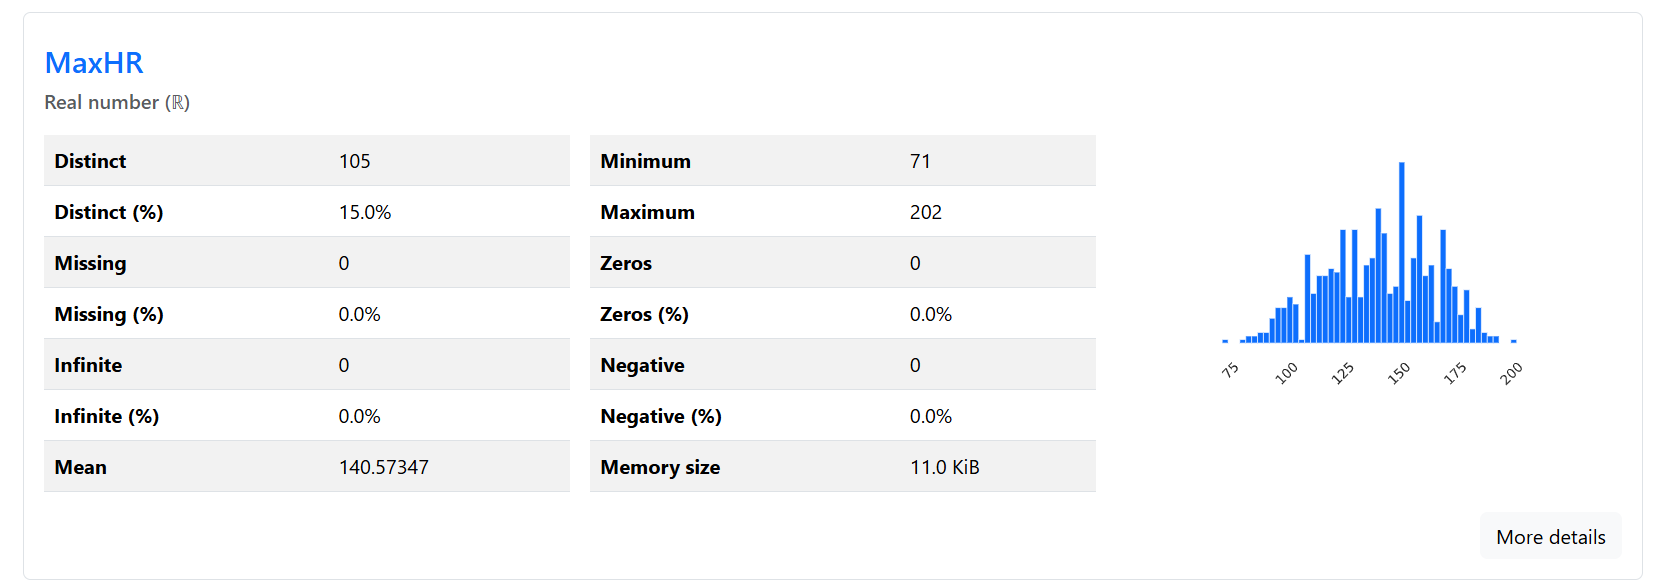 MaxHR
Real number (ℝ)
Distinct 105
Distinct (%) 15.0%
Missing 0
Missing (%) 0.0%
Infinite 0
Infinite (%) 0.0%
Mean 140.57347
Minimum 71
Maximum 202
Zeros 0
Zeros (%) 0.0%
Negative 0
Negative (%) 0.0%
Memory size 11.0 KiB
75 100 125 150 175 200
More details